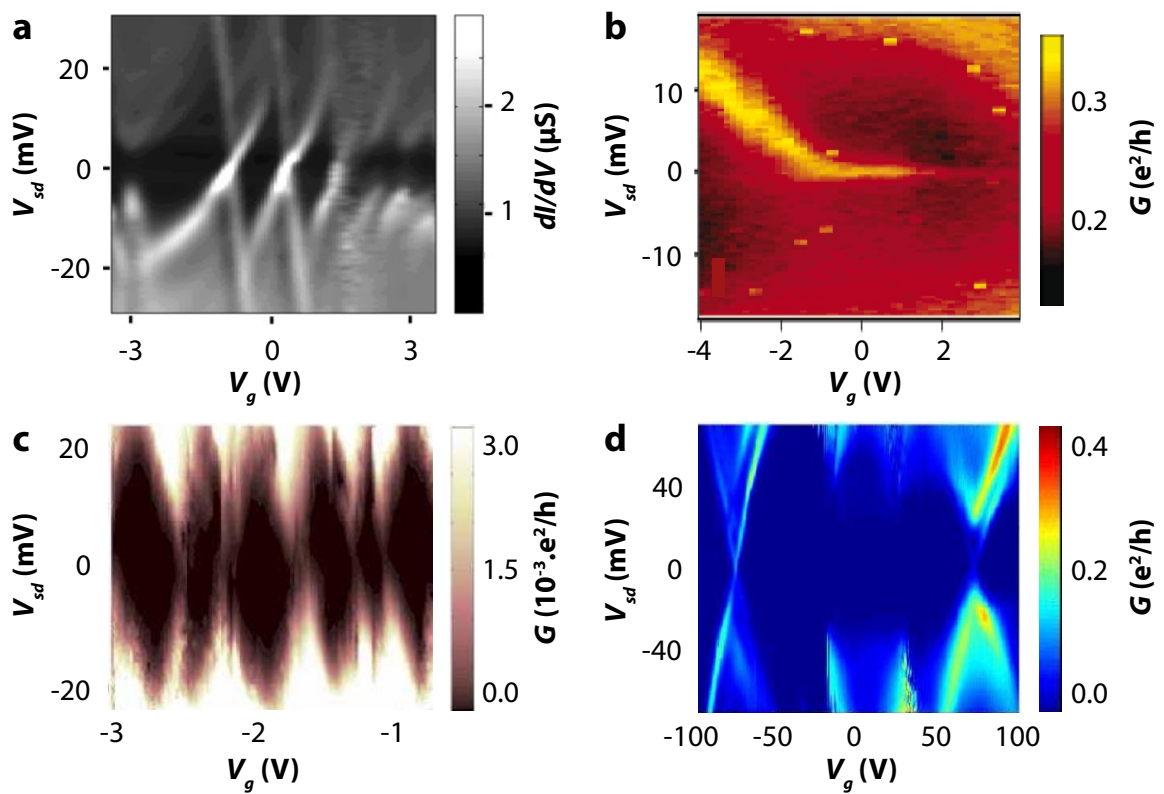 a
20
0
-20
V_sd (mV)
-3 0 3
V_g (V)
2
1
dI/dV (µS)
b
10
0
-10
V_sd (mV)
-4 -2 0 2
V_g (V)
0.3
0.2
G (e²/h)
c
20
0
-20
V_sd (mV)
-3 -2 -1
V_g (V)
3.0
1.5
0.0
G (10⁻³.e²/h)
d
40
0
-40
V_sd (mV)
-100 -50 0 50 100
V_g (V)
0.4
0.2
0.0
G (e²/h)